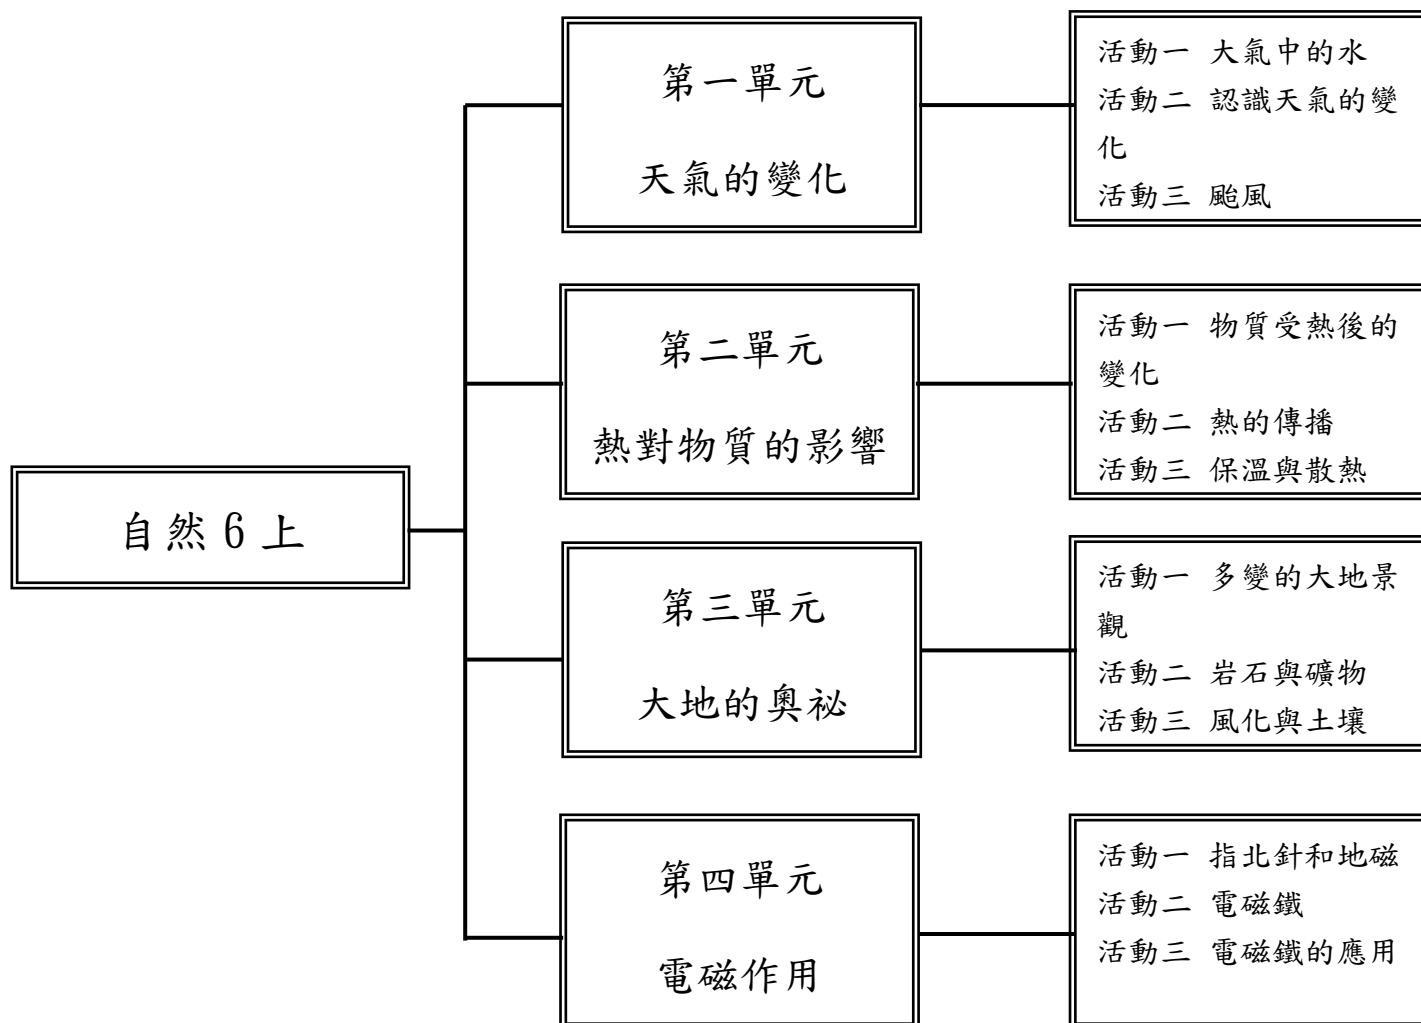 自然6上
第一單元
天氣的變化
活動一 大氣中的水
活動二 認識天氣的變
化
活動三 颱風
第二單元
熱對物質的影響
活動一 物質受熱後的
變化
活動二 熱的傳播
活動三 保溫與散熱
第三單元
大地的奧祕
活動一 多變的大地景
觀
活動二 岩石與礦物
活動三 風化與土壤
第四單元
電磁作用
活動一 指北針和地磁
活動二 電磁鐵
活動三 電磁鐵的應用